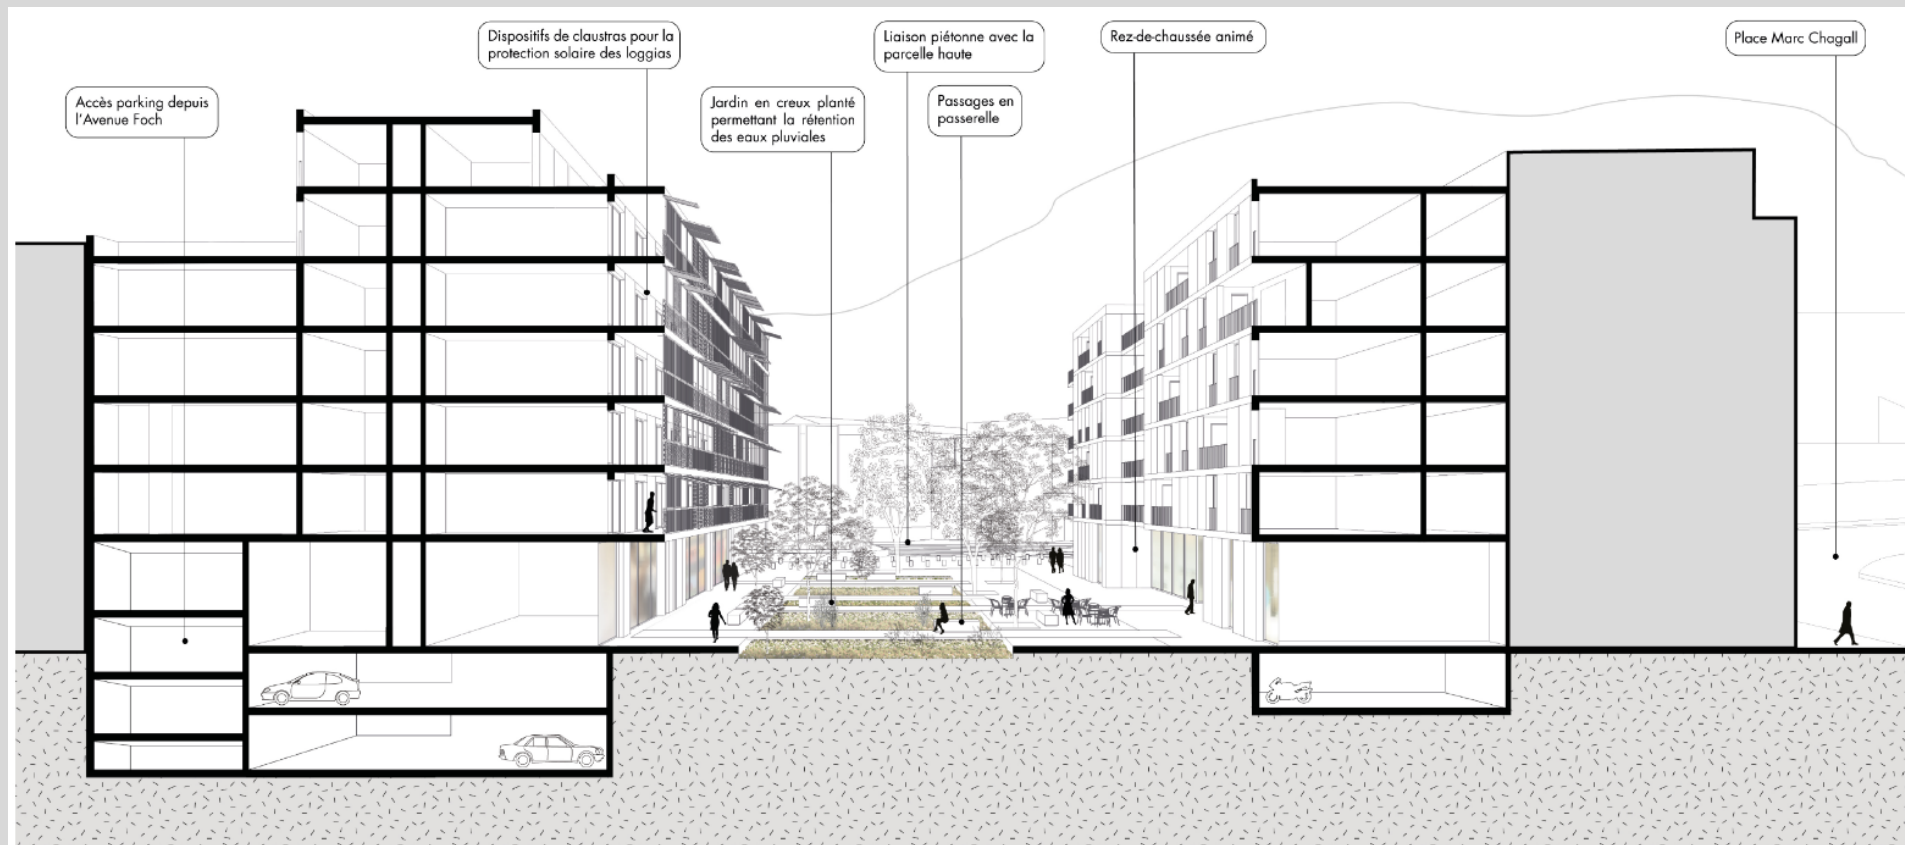 Accès parking depuis
l'Avenue Foch
Dispositifs de claustras pour la
protection solaire des loggias
Jardin en creux planté
permettant la rétention
des eaux pluviales
Liaison piétonne avec la
parcelle haute
Passages en
passerelle
Rez-de-chaussée animé
Place Marc Chagall